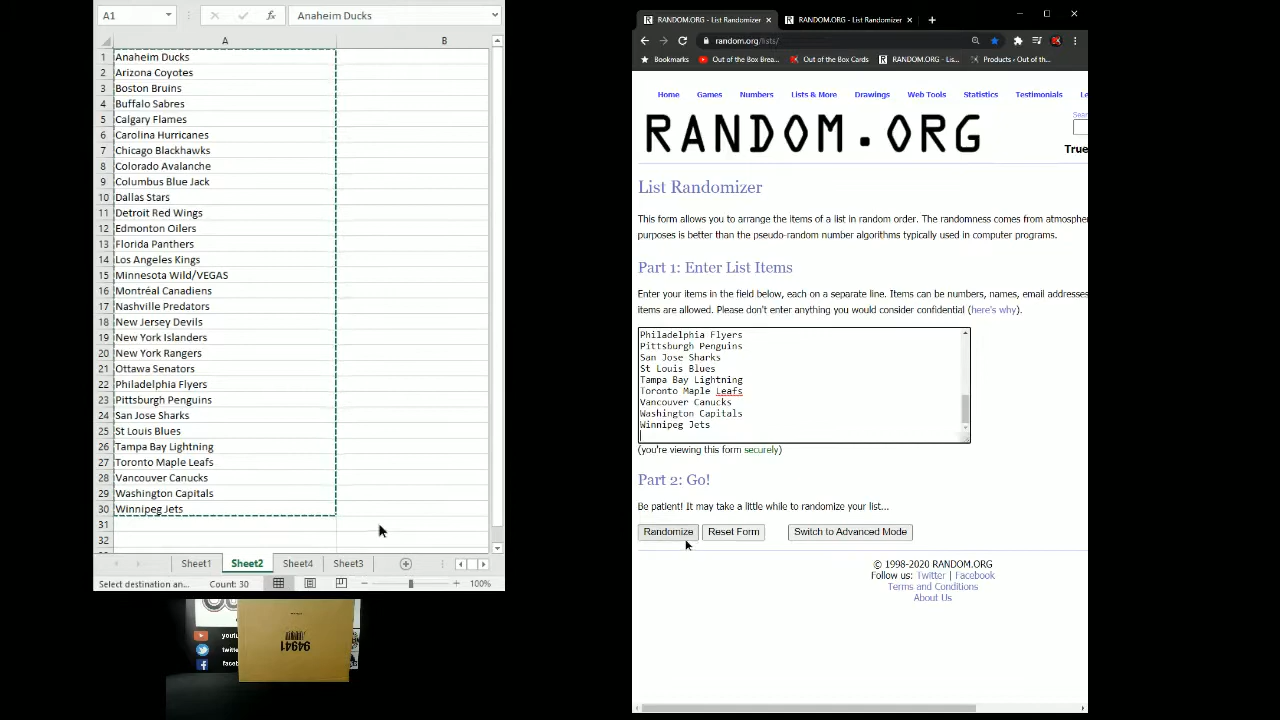 A1
fx
Anaheim Ducks
A
B
1 Anaheim Ducks
2 Arizona Coyotes
3 Boston Bruins
4 Buffalo Sabres
5 Calgary Flames
6 Carolina Hurricanes
7 Chicago Blackhawks
8 Colorado Avalanche
9 Columbus Blue Jack
10 Dallas Stars
11 Detroit Red Wings
12 Edmonton Oilers
13 Florida Panthers
14 Los Angeles Kings
15 Minnesota Wild/VEGAS
16 Montréal Canadiens
17 Nashville Predators
18 New Jersey Devils
19 New York Islanders
20 New York Rangers
21 Ottawa Senators
22 Philadelphia Flyers
23 Pittsburgh Penguins
24 San Jose Sharks
25 St Louis Blues
26 Tampa Bay Lightning
27 Toronto Maple Leafs
28 Vancouver Canucks
29 Washington Capitals
30 Winnipeg Jets
31
32
Sheet1 Sheet2 Sheet4 Sheet3
Select destination an Count: 30 100%
youtu
twitte
faceb
94941
RANDOM.ORG - List Randomizer
RANDOM.ORG - List Randomizer
random.org/lists/
Bookmarks Out of the Box Brea... Out of the Box Cards RANDOM.ORG - Lis... Products - Out of th...
Home Games Numbers Lists & More Drawings Web Tools Statistics Testimonials Le
Sear
RANDOM.ORG
True
List Randomizer
This form allows you to arrange the items of a list in random order. The randomness comes from atmospher
purposes is better than the pseudo-random number algorithms typically used in computer programs.
Part 1: Enter List Items
Enter your items in the field below, each on a separate line. Items can be numbers, names, email addresses
items are allowed. Please don't enter anything you would consider confidential (here's why).
Philadelphia Flyers
Pittsburgh Penguins
San Jose Sharks
St Louis Blues
Tampa Bay Lightning
Toronto Maple Leafs
Vancouver Canucks
Washington Capitals
Winnipeg Jets
(you're viewing this form securely)
Part 2: Go!
Be patient! It may take a little while to randomize your list...
Randomize Reset Form Switch to Advanced Mode
© 1998-2020 RANDOM.ORG
Follow us: Twitter | Facebook
Terms and Conditions
About Us